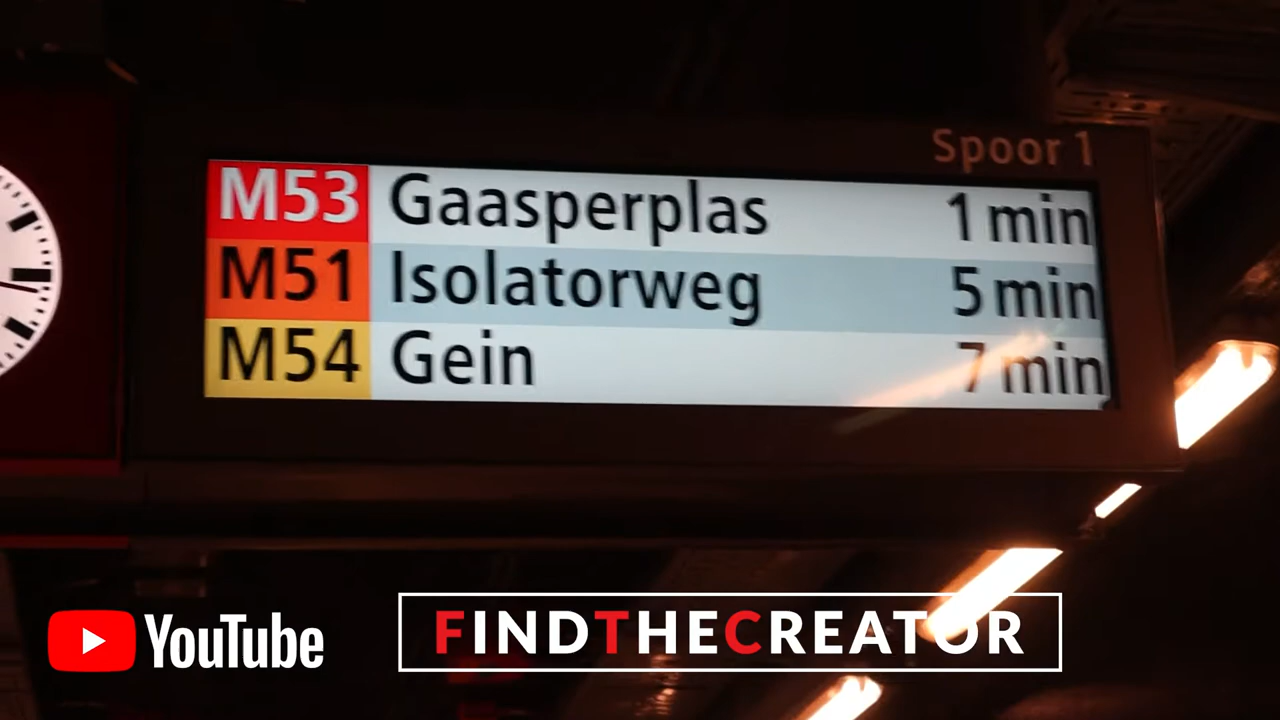 Spoor 1
M53 Gaasperplas 1 min
M51 Isolatorweg 5 min
M54 Gein 7 min
YouTube
FINDTHECREATOR